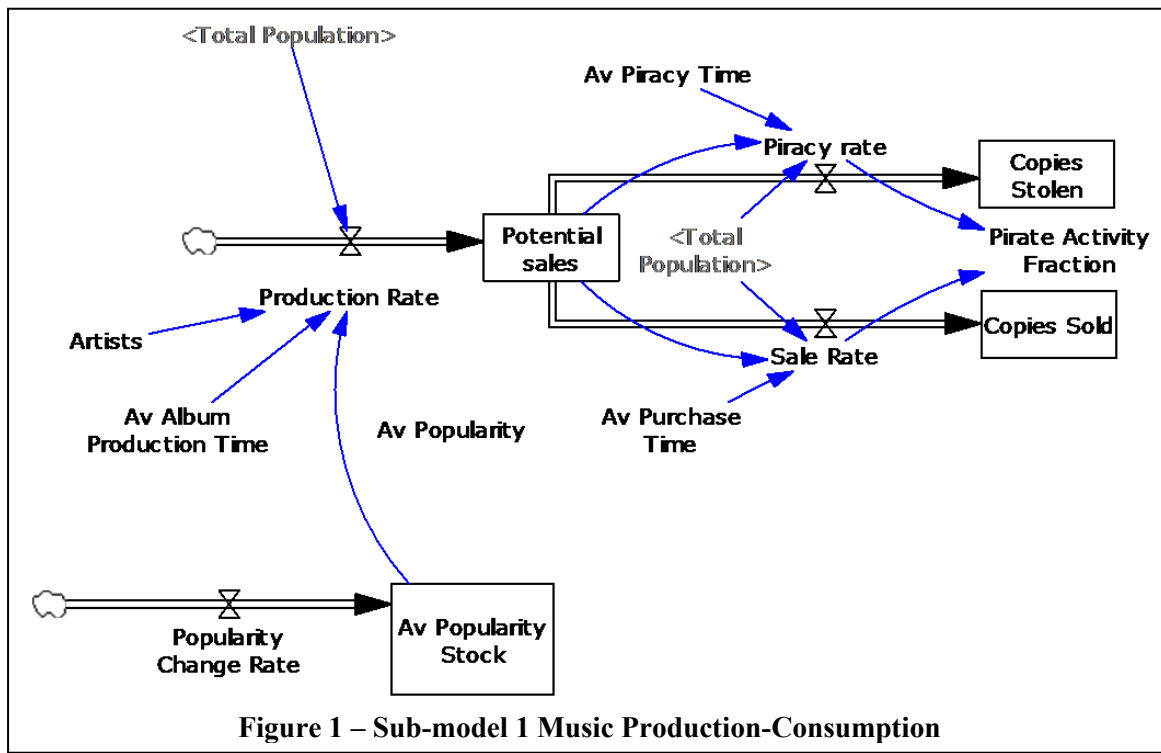 <Total Population>
Av Piracy Time
Piracy rate
Copies
Stolen
Potential
sales
<Total
Population>
Pirate Activity
Fraction
Production Rate
Artists
Copies Sold
Sale Rate
Av Album
Production Time
Av Popularity
Av Purchase
Time
Popularity
Change Rate
Av Popularity
Stock
Figure 1 – Sub-model 1 Music Production-Consumption